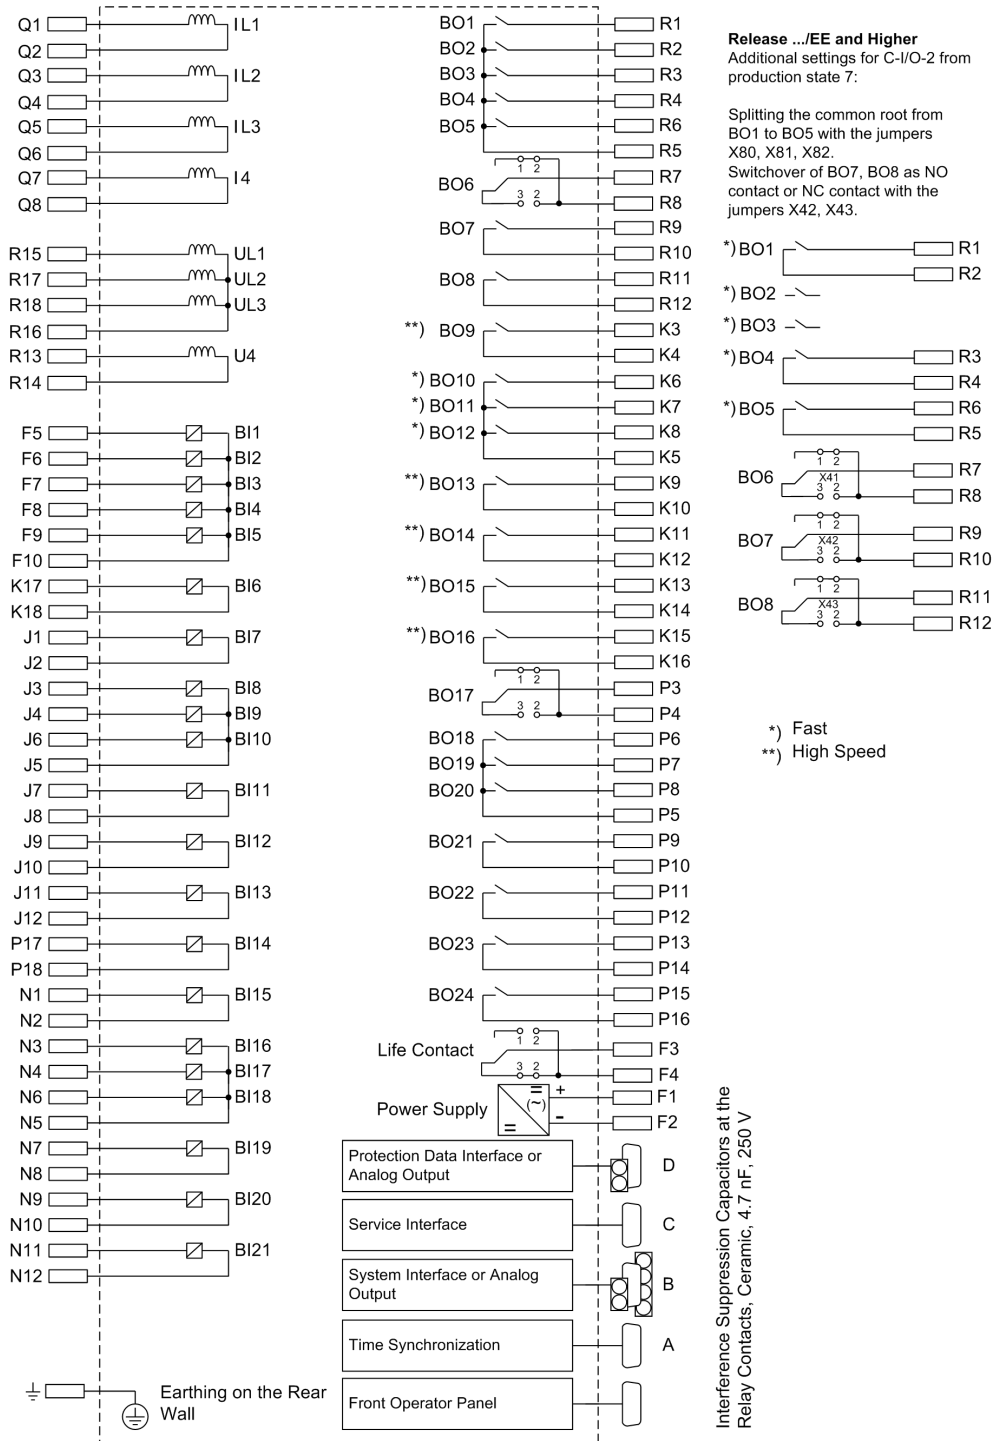 Q1 IL1
Q2
Q3 IL2
Q4
Q5 IL3
Q6
Q7 I4
Q8
R15 UL1
R17 UL2
R18 UL3
R16
R13 U4
R14
F5 BI1
F6 BI2
F7 BI3
F8 BI4
F9 BI5
F10
K17 BI6
K18
J1 BI7
J2
J3 BI8
J4 BI9
J6 BI10
J5
J7 BI11
J8
J9 BI12
J10
J11 BI13
J12
P17 BI14
P18
N1 BI15
N2
N3 BI16
N4 BI17
N6 BI18
N5
N7 BI19
N8
N9 BI20
N10
N11 BI21
N12
Earthing on the Rear
Wall
BO1 R1
BO2 R2
BO3 R3
BO4 R4
BO5 R6
R5
1 2
BO6 R7
3 2 R8
BO7 R9
R10
BO8 R11
R12
**) BO9 K3
K4
*) BO10 K6
*) BO11 K7
*) BO12 K8
K5
**) BO13 K9
K10
**) BO14 K11
K12
**) BO15 K13
K14
**) BO16 K15
K16
1 2
BO17 P3
3 2 P4
BO18 P6
BO19 P7
BO20 P8
P5
BO21 P9
P10
BO22 P11
P12
BO23 P13
P14
BO24 P15
P16
1 2
Life Contact F3
3 2 F4
Power Supply = (~) = + F1
- F2
Protection Data Interface or
Analog Output
D
Service Interface
C
System Interface or Analog
Output
B
Time Synchronization
A
Front Operator Panel
Release .../EE and Higher
Additional settings for C-I/O-2 from
production state 7:
Splitting the common root from
BO1 to BO5 with the jumpers
X80, X81, X82.
Switchover of BO7, BO8 as NO
contact or NC contact with the
jumpers X42, X43.
*) BO1 R1
R2
*) BO2
*) BO3
*) BO4 R3
R4
*) BO5 R6
R5
1 2
BO6 X41 R7
3 2 R8
1 2
BO7 X42 R9
3 2 R10
1 2
BO8 X43 R11
3 2 R12
*) Fast
**) High Speed
Interference Suppression Capacitors at the
Relay Contacts, Ceramic, 4.7 nF, 250 V